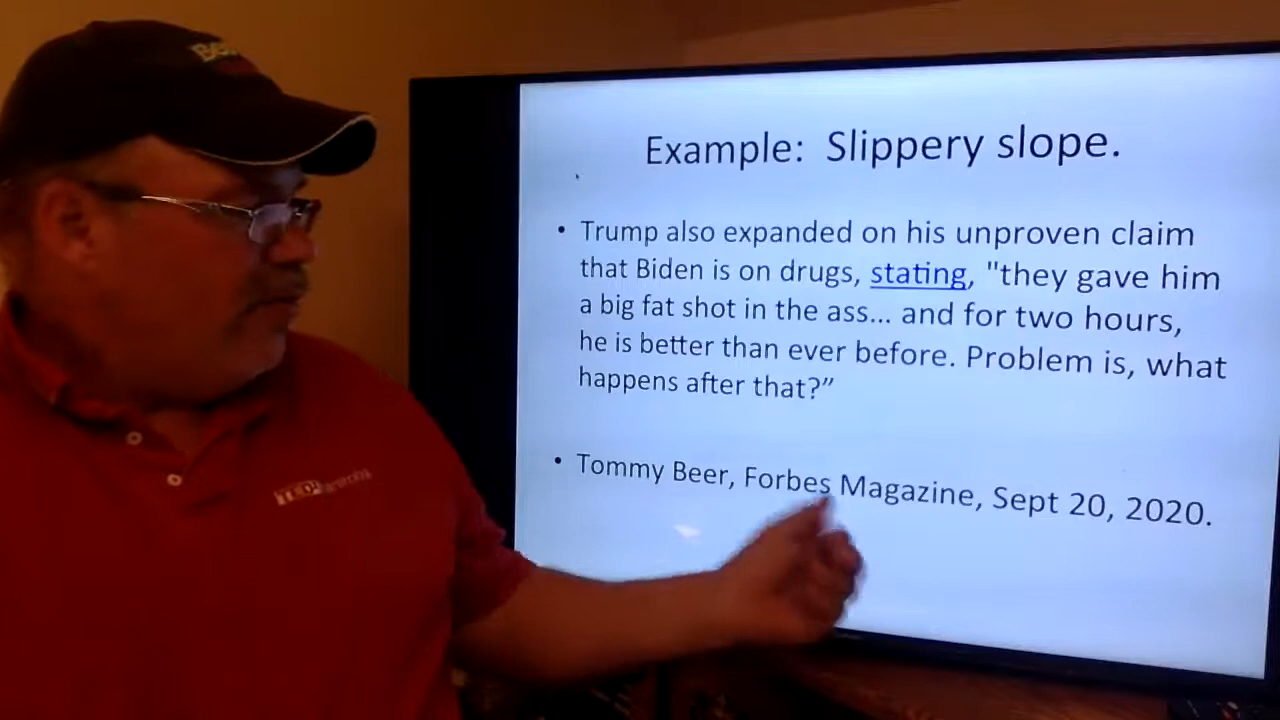 Example: Slippery slope.
• Trump also expanded on his unproven claim
that Biden is on drugs, stating, "they gave him
a big fat shot in the ass... and for two hours,
he is better than ever before. Problem is, what
happens after that?”
• Tommy Beer, Forbes Magazine, Sept 20, 2020.